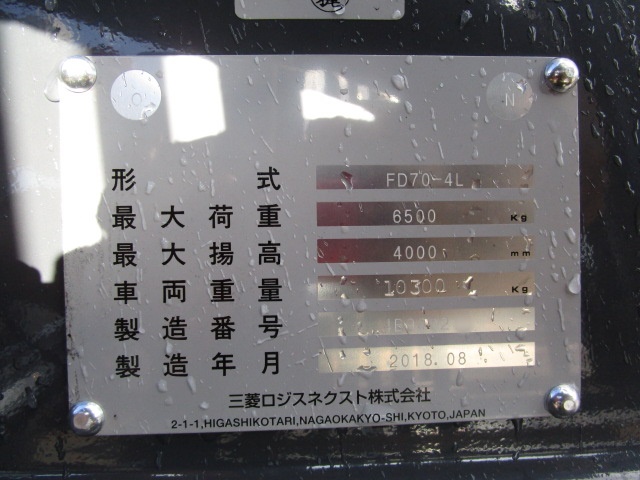 O N
形式 FD70-4L
最大荷重 6500 Kg
最大揚高 4000 mm
車両重量 10300 Kg
製造番号
製造年月 2018.08
三菱ロジスネクスト株式会社
2-1-1,HIGASHIKOTARI,NAGAOKAKYO-SHI,KYOTO,JAPAN